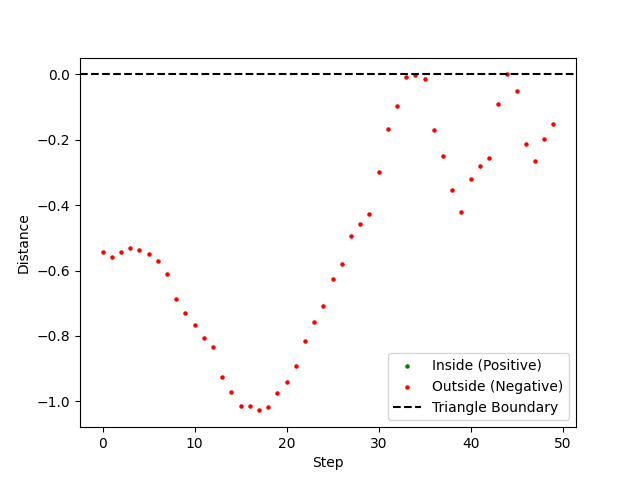 0.0
−0.2
−0.4
−0.6
−0.8
−1.0
Distance
Inside (Positive)
Outside (Negative)
Triangle Boundary
0 10 20 30 40 50
Step